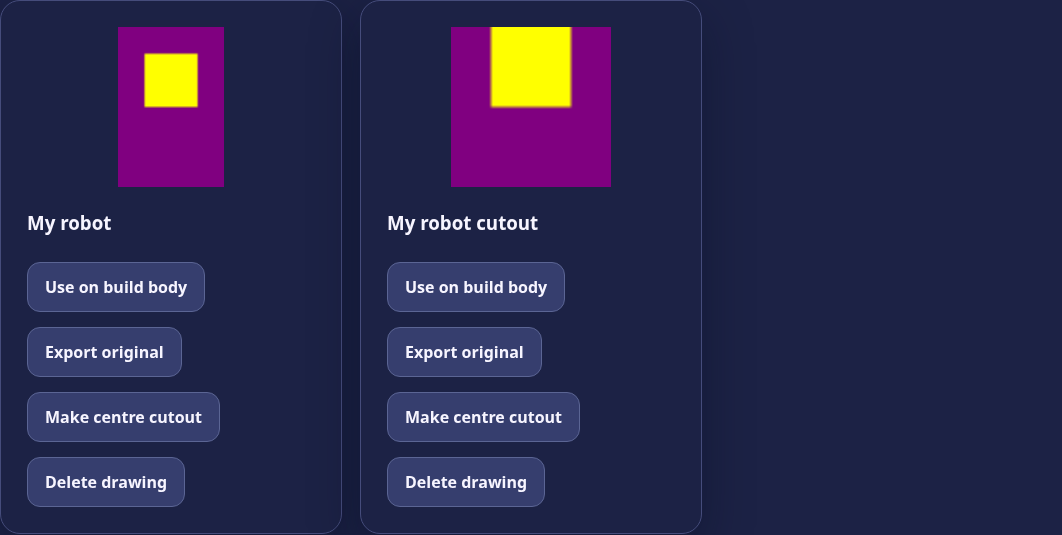 My robot
Use on build body
Export original
Make centre cutout
Delete drawing
My robot cutout
Use on build body
Export original
Make centre cutout
Delete drawing